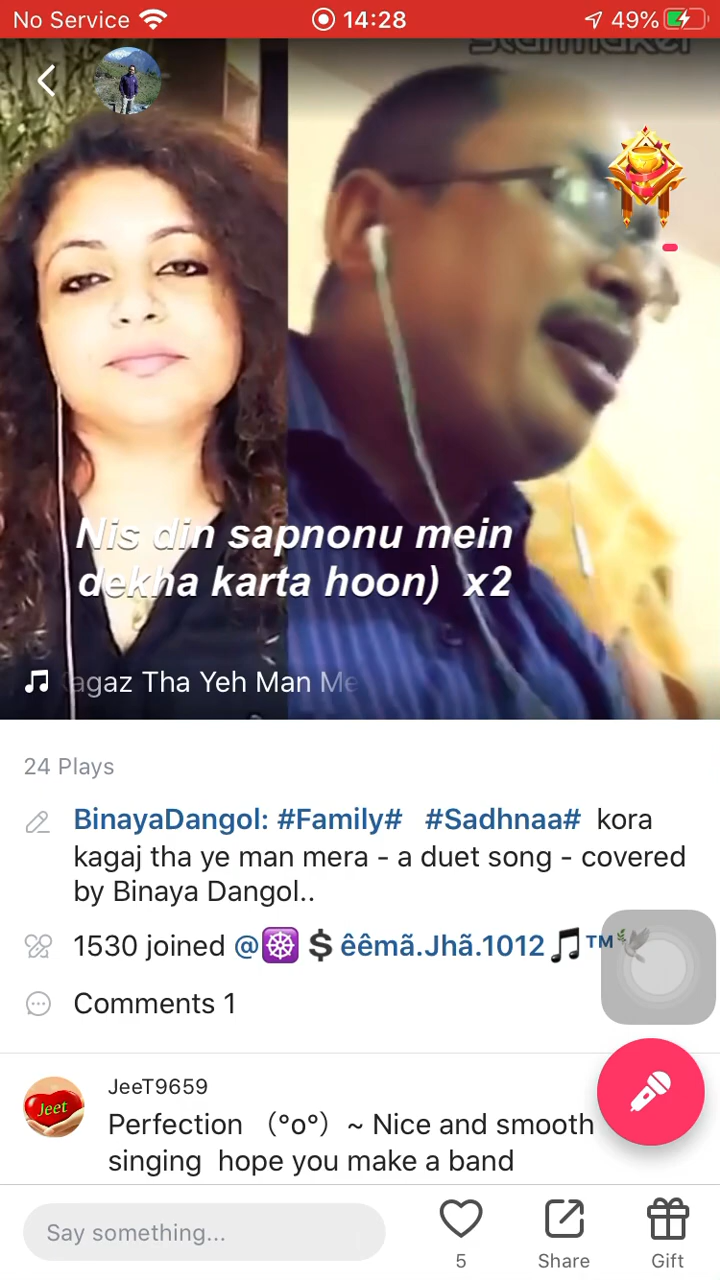 No Service
14:28
49%
StarMaker
Nis din sapnonu mein
dekha karta hoon) x2
agaz Tha Yeh Man Me
24 Plays
BinayaDangol: #Family# #Sadhnaa# kora
kagaj tha ye man mera - a duet song - covered
by Binaya Dangol..
1530 joined @☸️💲êêmã.Jhã.1012🎵™🕊
Comments 1
JeeT9659
Jeet
Perfection （°o°）~ Nice and smooth
singing hope you make a band
Say something...
5
Share
Gift